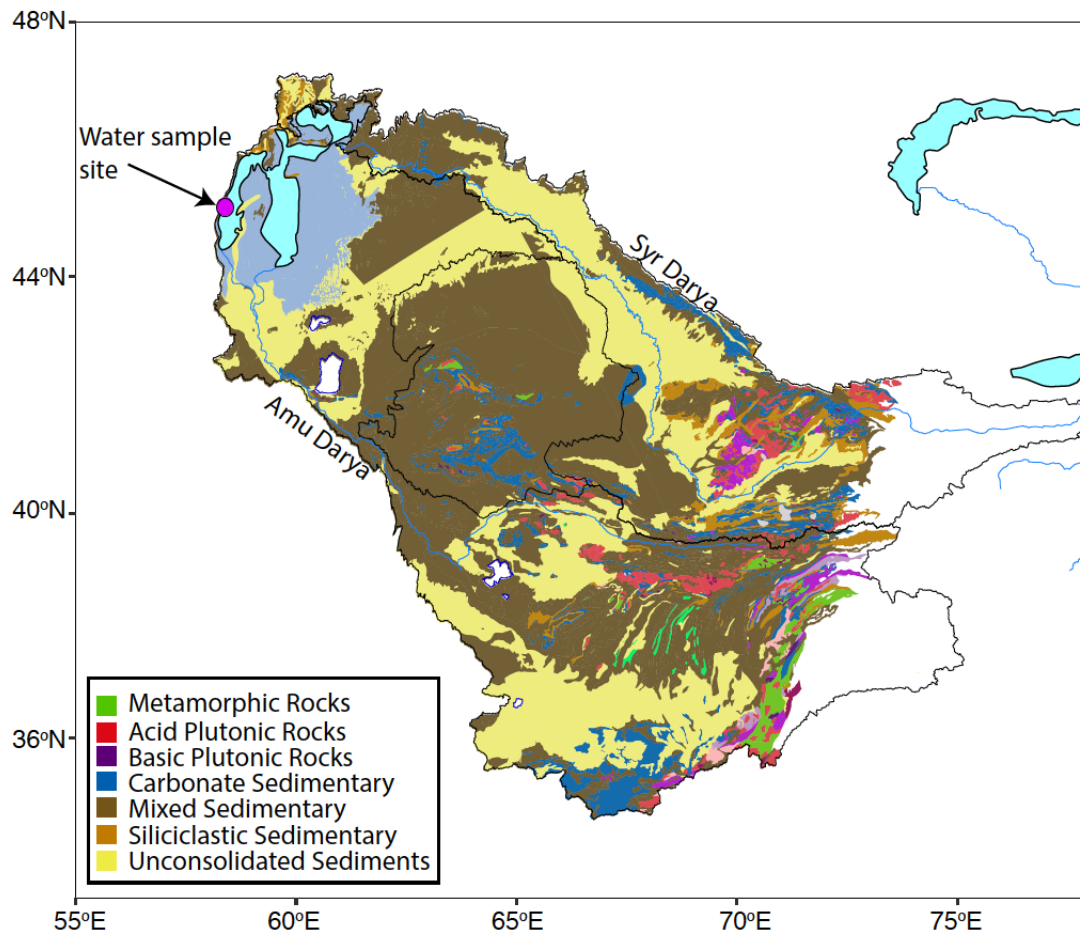 48ºN
Water sample
site
44ºN
Syr Darya
Amu Darya
40ºN
36ºN
Metamorphic Rocks
Acid Plutonic Rocks
Basic Plutonic Rocks
Carbonate Sedimentary
Mixed Sedimentary
Siliciclastic Sedimentary
Unconsolidated Sediments
55ºE
60ºE
65ºE
70ºE
75ºE